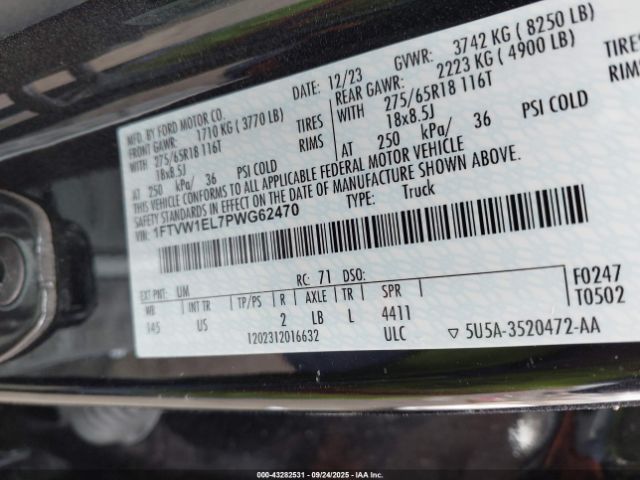 MFD. BY FORD MOTOR CO. DATE: 12/23 GVWR: 3742 KG ( 8250 LB)
FRONT GAWR: 1710 KG ( 3770 LB) REAR GAWR: 2223 KG ( 4900 LB)
WITH 275/65R18 116T TIRES WITH 275/65R18 116T TIRES
18x8.5J RIMS 18x8.5J RIMS
AT 250 kPa/ 36 PSI COLD AT 250 kPa/ 36 PSI COLD
THIS VEHICLE CONFORMS TO ALL APPLICABLE FEDERAL MOTOR VEHICLE
SAFETY STANDARDS IN EFFECT ON THE DATE OF MANUFACTURE SHOWN ABOVE.
VIN: 1FTVW1EL7PWG62470 TYPE: Truck
EXT PNT: UM RC: 71 DSO: F0247
WB INT TR TP/PS R AXLE TR SPR T0502
145 US 2 LB L 4411
1202312016632 ULC ▽ 5U5A-3520472-AA
000-43282531 - 09/24/2025 - IAA Inc.